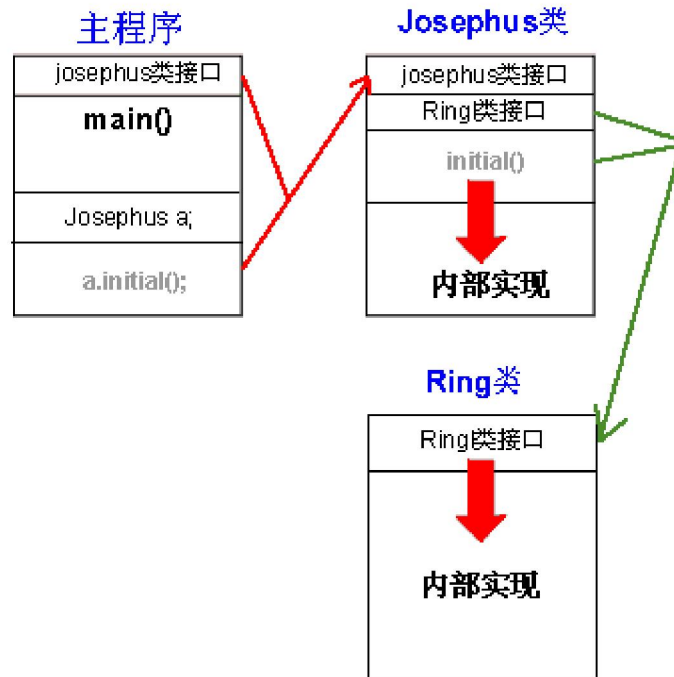 主程序
josephus类接口
main()
Josephus a;
a.initial();
Josephus类
josephus类接口
Ringl类接口
initial()
内部实现
Ring类
Ringl类接口
内部实现